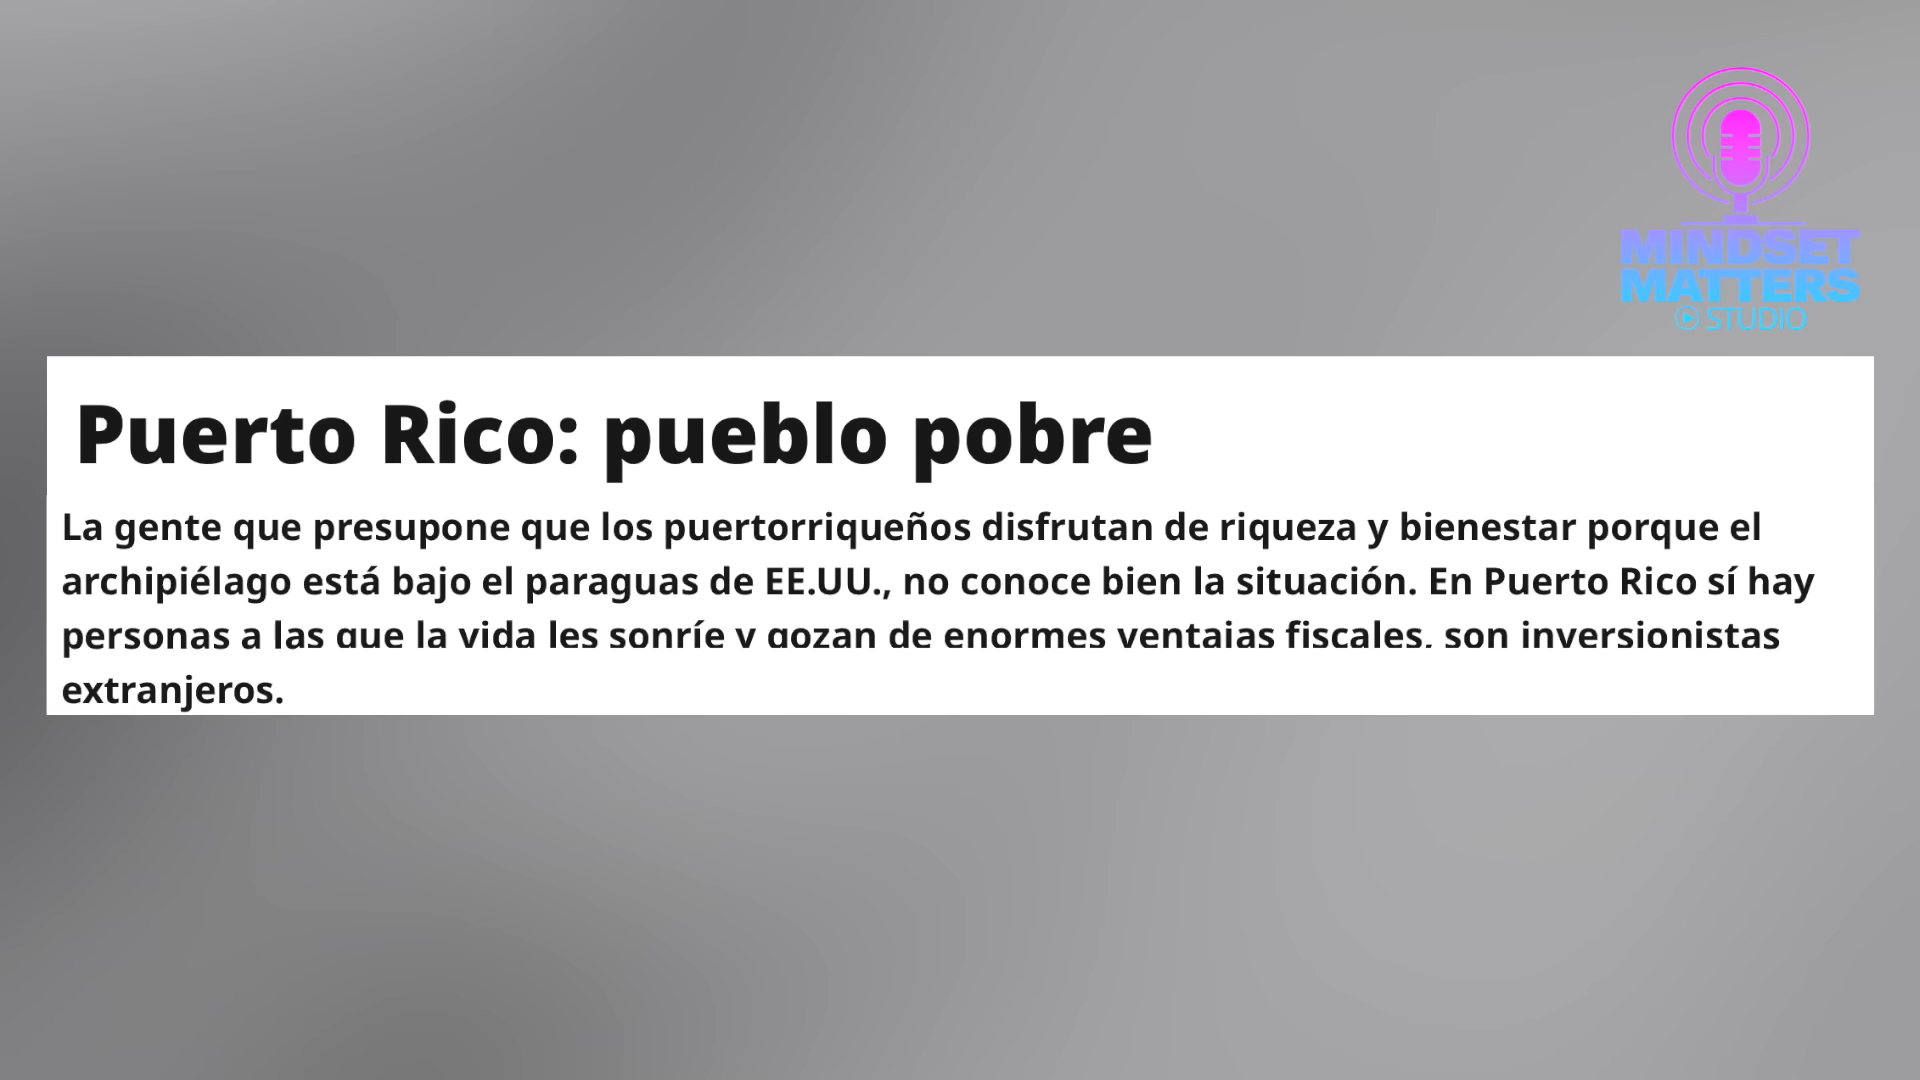 MINDSET
MATTERS
STUDIO
Puerto Rico: pueblo pobre
La gente que presupone que los puertorriqueños disfrutan de riqueza y bienestar porque el
archipiélago está bajo el paraguas de EE.UU., no conoce bien la situación. En Puerto Rico sí hay
personas a las que la vida les sonríe y gozan de enormes ventajas fiscales, son inversionistas
extranjeros.